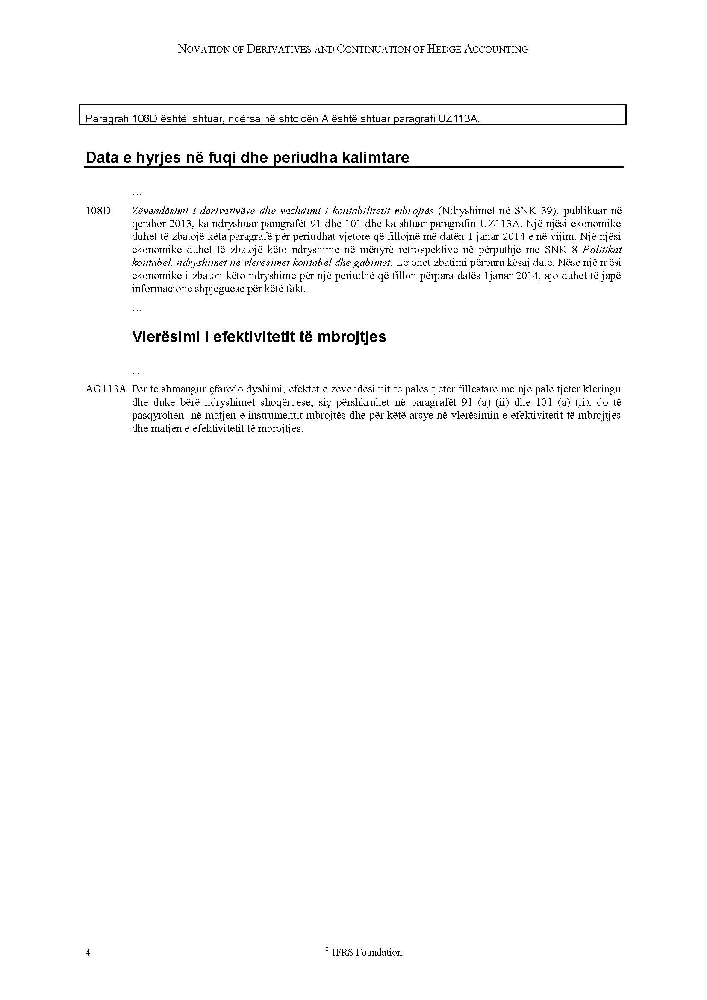 NOVATION OF DERIVATIVES AND CONTINUATION OF HEDGE ACCOUNTING
Paragrafi 108D është  shtuar, ndërsa në shtojcën A është shtuar paragrafi UZ113A.
Data e hyrjes në fuqi dhe periudha kalimtare
…
108D Zëvendësimi i derivativëve dhe vazhdimi i kontabilitetit mbrojtës (Ndryshimet në SNK 39), publikuar në
qershor 2013, ka ndryshuar paragrafët 91 dhe 101 dhe ka shtuar paragrafin UZ113A. Një njësi ekonomike
duhet të zbatojë këta paragrafë për periudhat vjetore që fillojnë më datën 1 janar 2014 e në vijim. Një njësi
ekonomike duhet të zbatojë këto ndryshime në mënyrë retrospektive në përputhje me SNK 8 Politikat
kontabël, ndryshimet në vlerësimet kontabël dhe gabimet. Lejohet zbatimi përpara kësaj date. Nëse një njësi
ekonomike i zbaton këto ndryshime për një periudhë që fillon përpara datës 1janar 2014, ajo duhet të japë
informacione shpjeguese për këtë fakt.
…
Vlerësimi i efektivitetit të mbrojtjes
...
AG113A Për të shmangur çfarëdo dyshimi, efektet e zëvendësimit të palës tjetër fillestare me një palë tjetër kleringu
dhe duke bërë ndryshimet shoqëruese, siç përshkruhet në paragrafët 91 (a) (ii) dhe 101 (a) (ii), do të
pasqyrohen  në matjen e instrumentit mbrojtës dhe për këtë arsye në vlerësimin e efektivitetit të mbrojtjes
dhe matjen e efektivitetit të mbrojtjes.
4 © IFRS Foundation